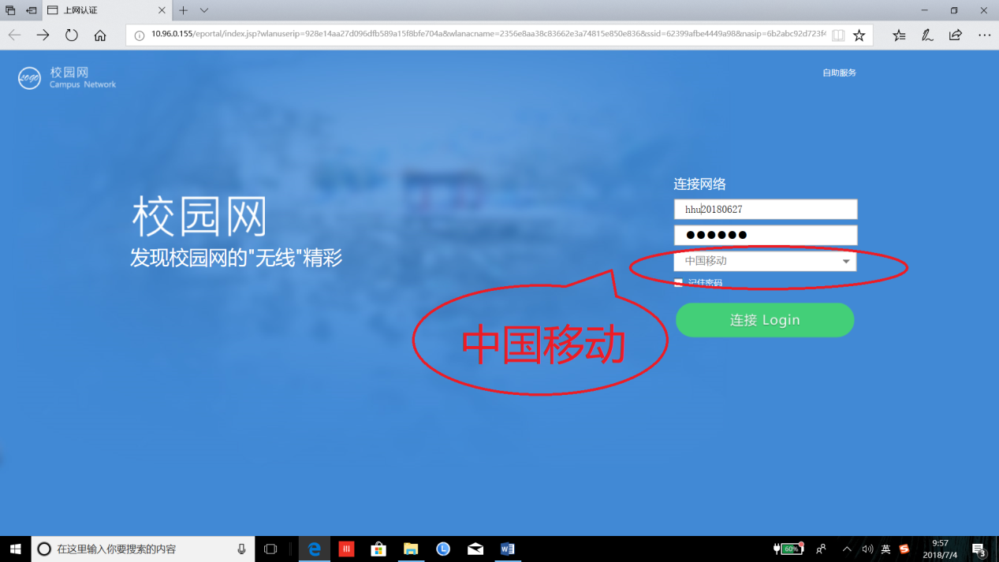 上网认证
10.96.0.155/eportal/index.jsp?wlanuserip=928e14aa27d096dfb589a15f8bfe704a&wlanacname=2356e8aa38c83662e3a74815e850e836&ssid=62399afbe4449a98&nasip=6b2abc92d723f4
LOGO
校园网
Campus Network
自助服务
校园网
发现校园网的"无线"精彩
连接网络
hhu20180627
●●●●●●
中国移动
记住密码
连接 Login
中国移动
在这里输入你要搜索的内容
60%
英
9:57
2018/7/4
3